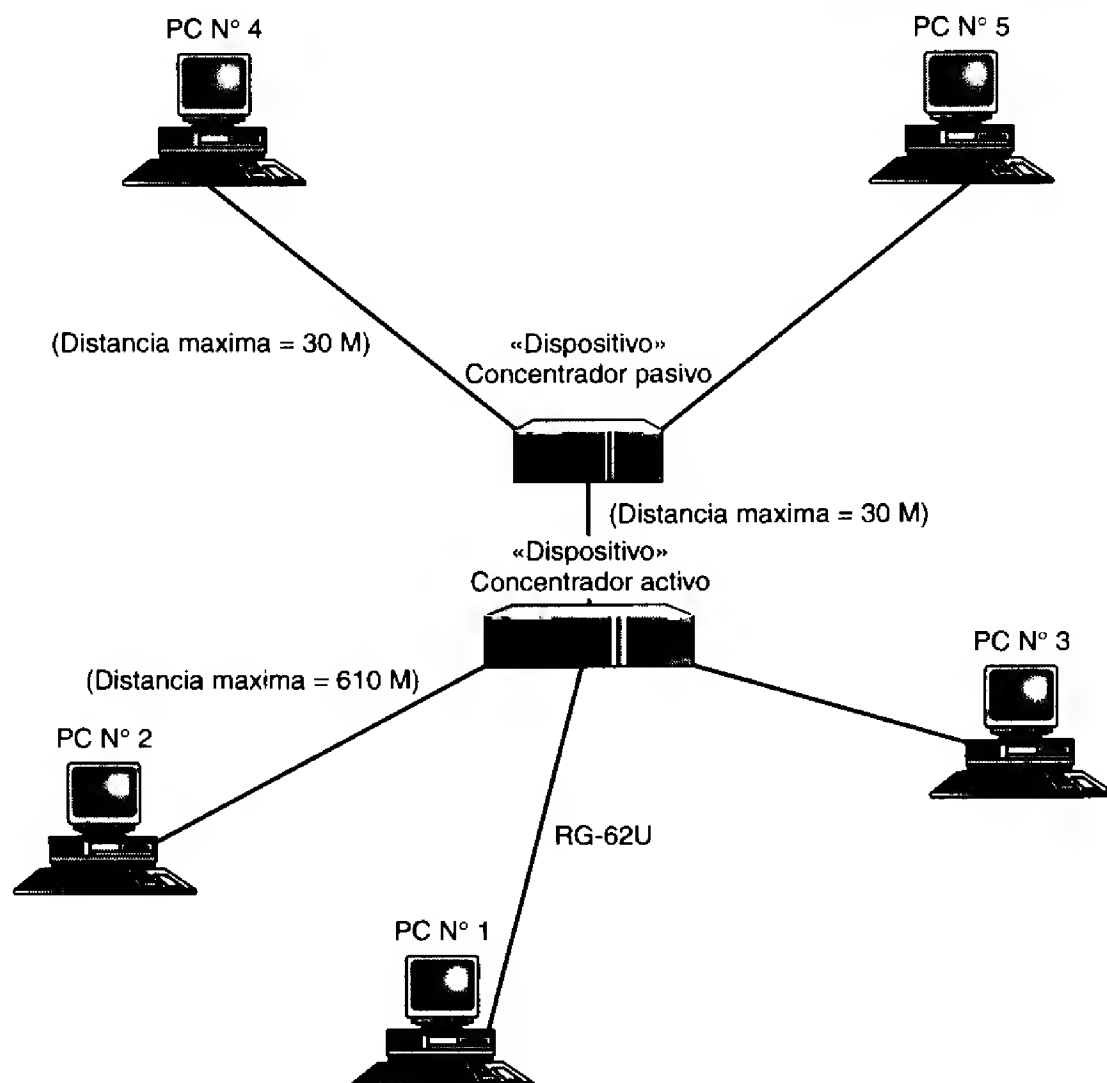 PC N° 4
PC N° 5
(Distancia maxima = 30 M)
«Dispositivo»
Concentrador pasivo
(Distancia maxima = 30 M)
«Dispositivo»
Concentrador activo
PC N° 3
(Distancia maxima = 610 M)
PC N° 2
RG-62U
PC N° 1